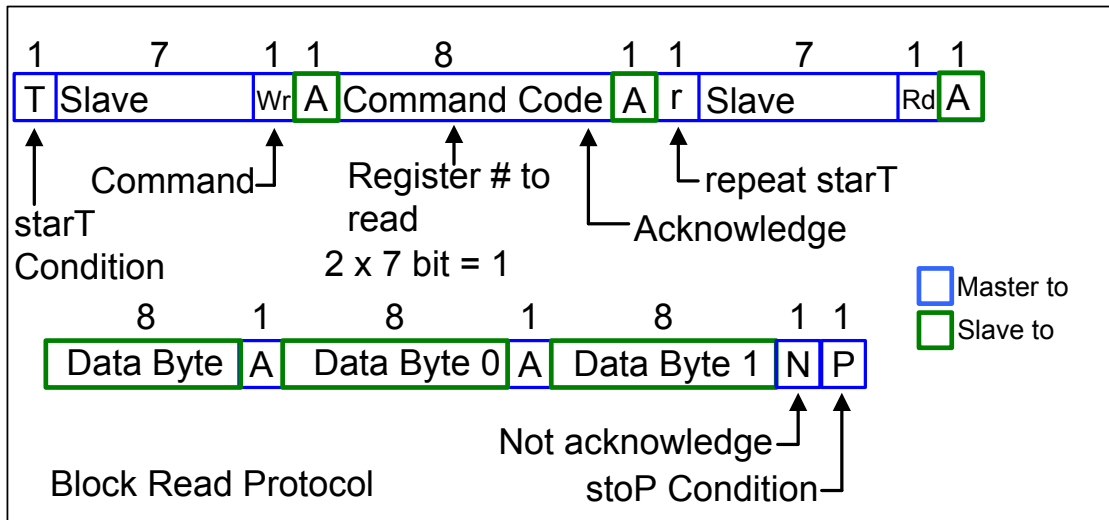 1 7 1 1 8 1 1 7 1 1
T Slave Wr A Command Code A r Slave Rd A
Command
Register # to
read
2 x 7 bit = 1
repeat starT
Acknowledge
starT
Condition
Master to
Slave to
8 1 8 1 8 1 1
Data Byte A Data Byte 0 A Data Byte 1 N P
Not acknowledge
stoP Condition
Block Read Protocol